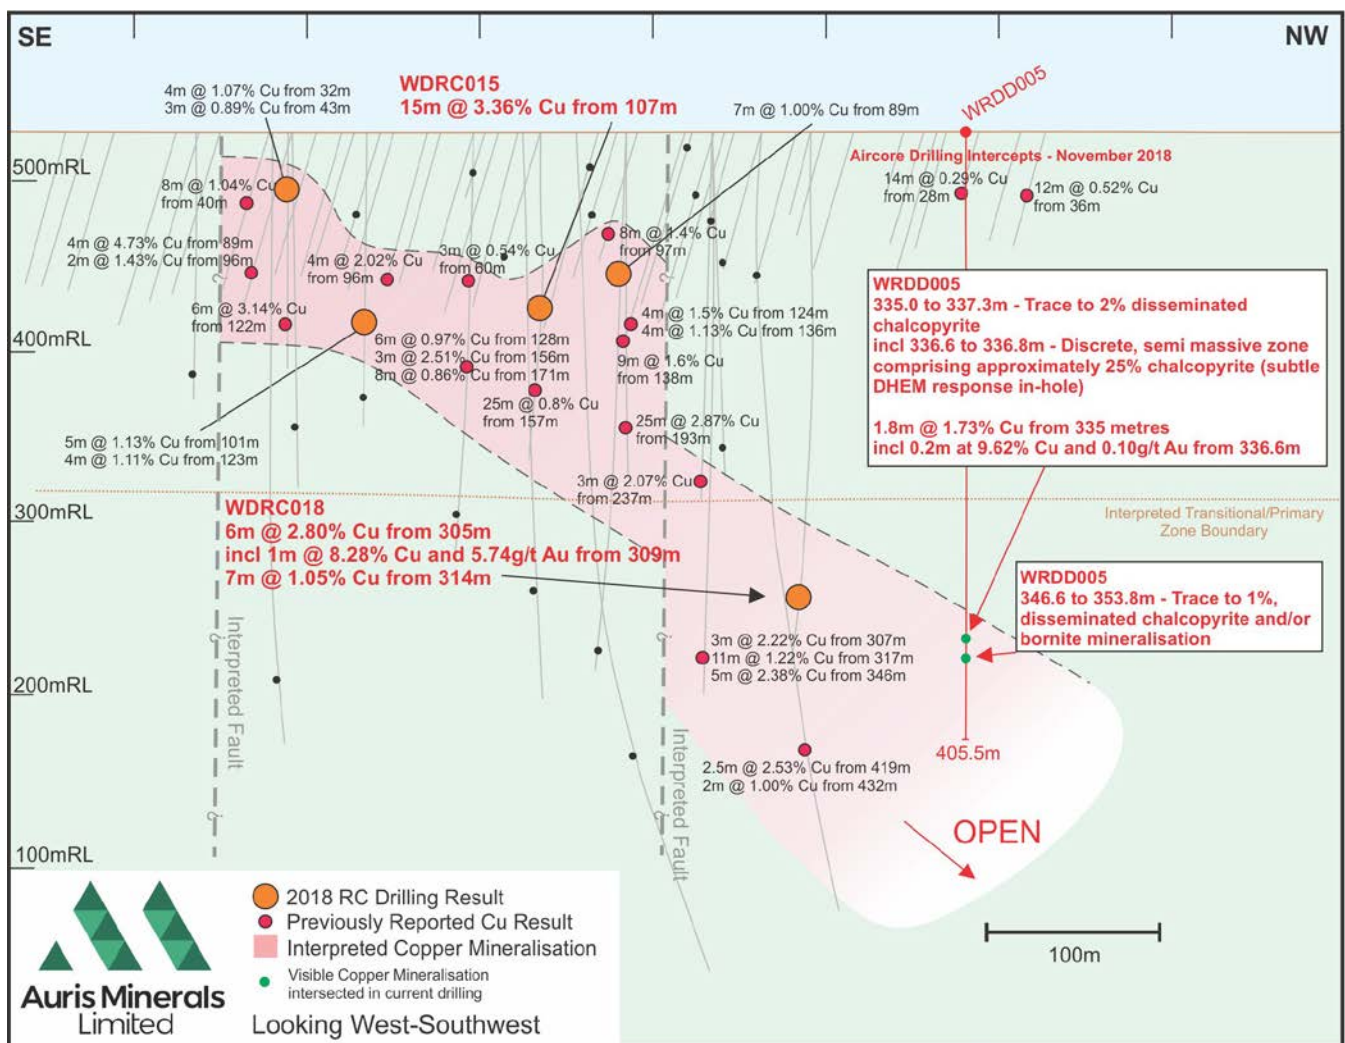 SE
NW
4m @ 1.07% Cu from 32m
3m @ 0.89% Cu from 43m
WDRC015
15m @ 3.36% Cu from 107m
7m @ 1.00% Cu from 89m
WRDD005
Aircore Drilling Intercepts - November 2018
14m @ 0.29% Cu
from 28m
12m @ 0.52% Cu
from 36m
500mRL
8m @ 1.04% Cu
from 40m
4m @ 4.73% Cu from 89m
2m @ 1.43% Cu from 96m
4m @ 2.02% Cu
from 96m
3m @ 0.54% Cu
from 60m
8m @ 1.4% Cu
from 97m
6m @ 3.14% Cu
from 122m
4m @ 1.5% Cu from 124m
4m @ 1.13% Cu from 136m
400mRL
6m @ 0.97% Cu from 128m
3m @ 2.51% Cu from 156m
8m @ 0.86% Cu from 171m
9m @ 1.6% Cu
from 138m
25m @ 0.8% Cu
from 157m
25m @ 2.87% Cu
from 193m
5m @ 1.13% Cu from 101m
4m @ 1.11% Cu from 123m
3m @ 2.07% Cu
from 237m
WRDD005
335.0 to 337.3m - Trace to 2% disseminated
chalcopyrite
incl 336.6 to 336.8m - Discrete, semi massive zone
comprising approximately 25% chalcopyrite (subtle
DHEM response in-hole)
1.8m @ 1.73% Cu from 335 metres
incl 0.2m at 9.62% Cu and 0.10g/t Au from 336.6m
300mRL
WDRC018
6m @ 2.80% Cu from 305m
incl 1m @ 8.28% Cu and 5.74g/t Au from 309m
7m @ 1.05% Cu from 314m
Interpreted Transitional/Primary
Zone Boundary
WRDD005
346.6 to 353.8m - Trace to 1%,
disseminated chalcopyrite and/or
bornite mineralisation
3m @ 2.22% Cu from 307m
11m @ 1.22% Cu from 317m
5m @ 2.38% Cu from 346m
Interpreted Fault
Interpreted Fault
?
?
?
?
?
?
200mRL
405.5m
2.5m @ 2.53% Cu from 419m
2m @ 1.00% Cu from 432m
OPEN
100mRL
100m
2018 RC Drilling Result
Previously Reported Cu Result
Interpreted Copper Mineralisation
Visible Copper Mineralisation
intersected in current drilling
Looking West-Southwest
Auris Minerals
Limited